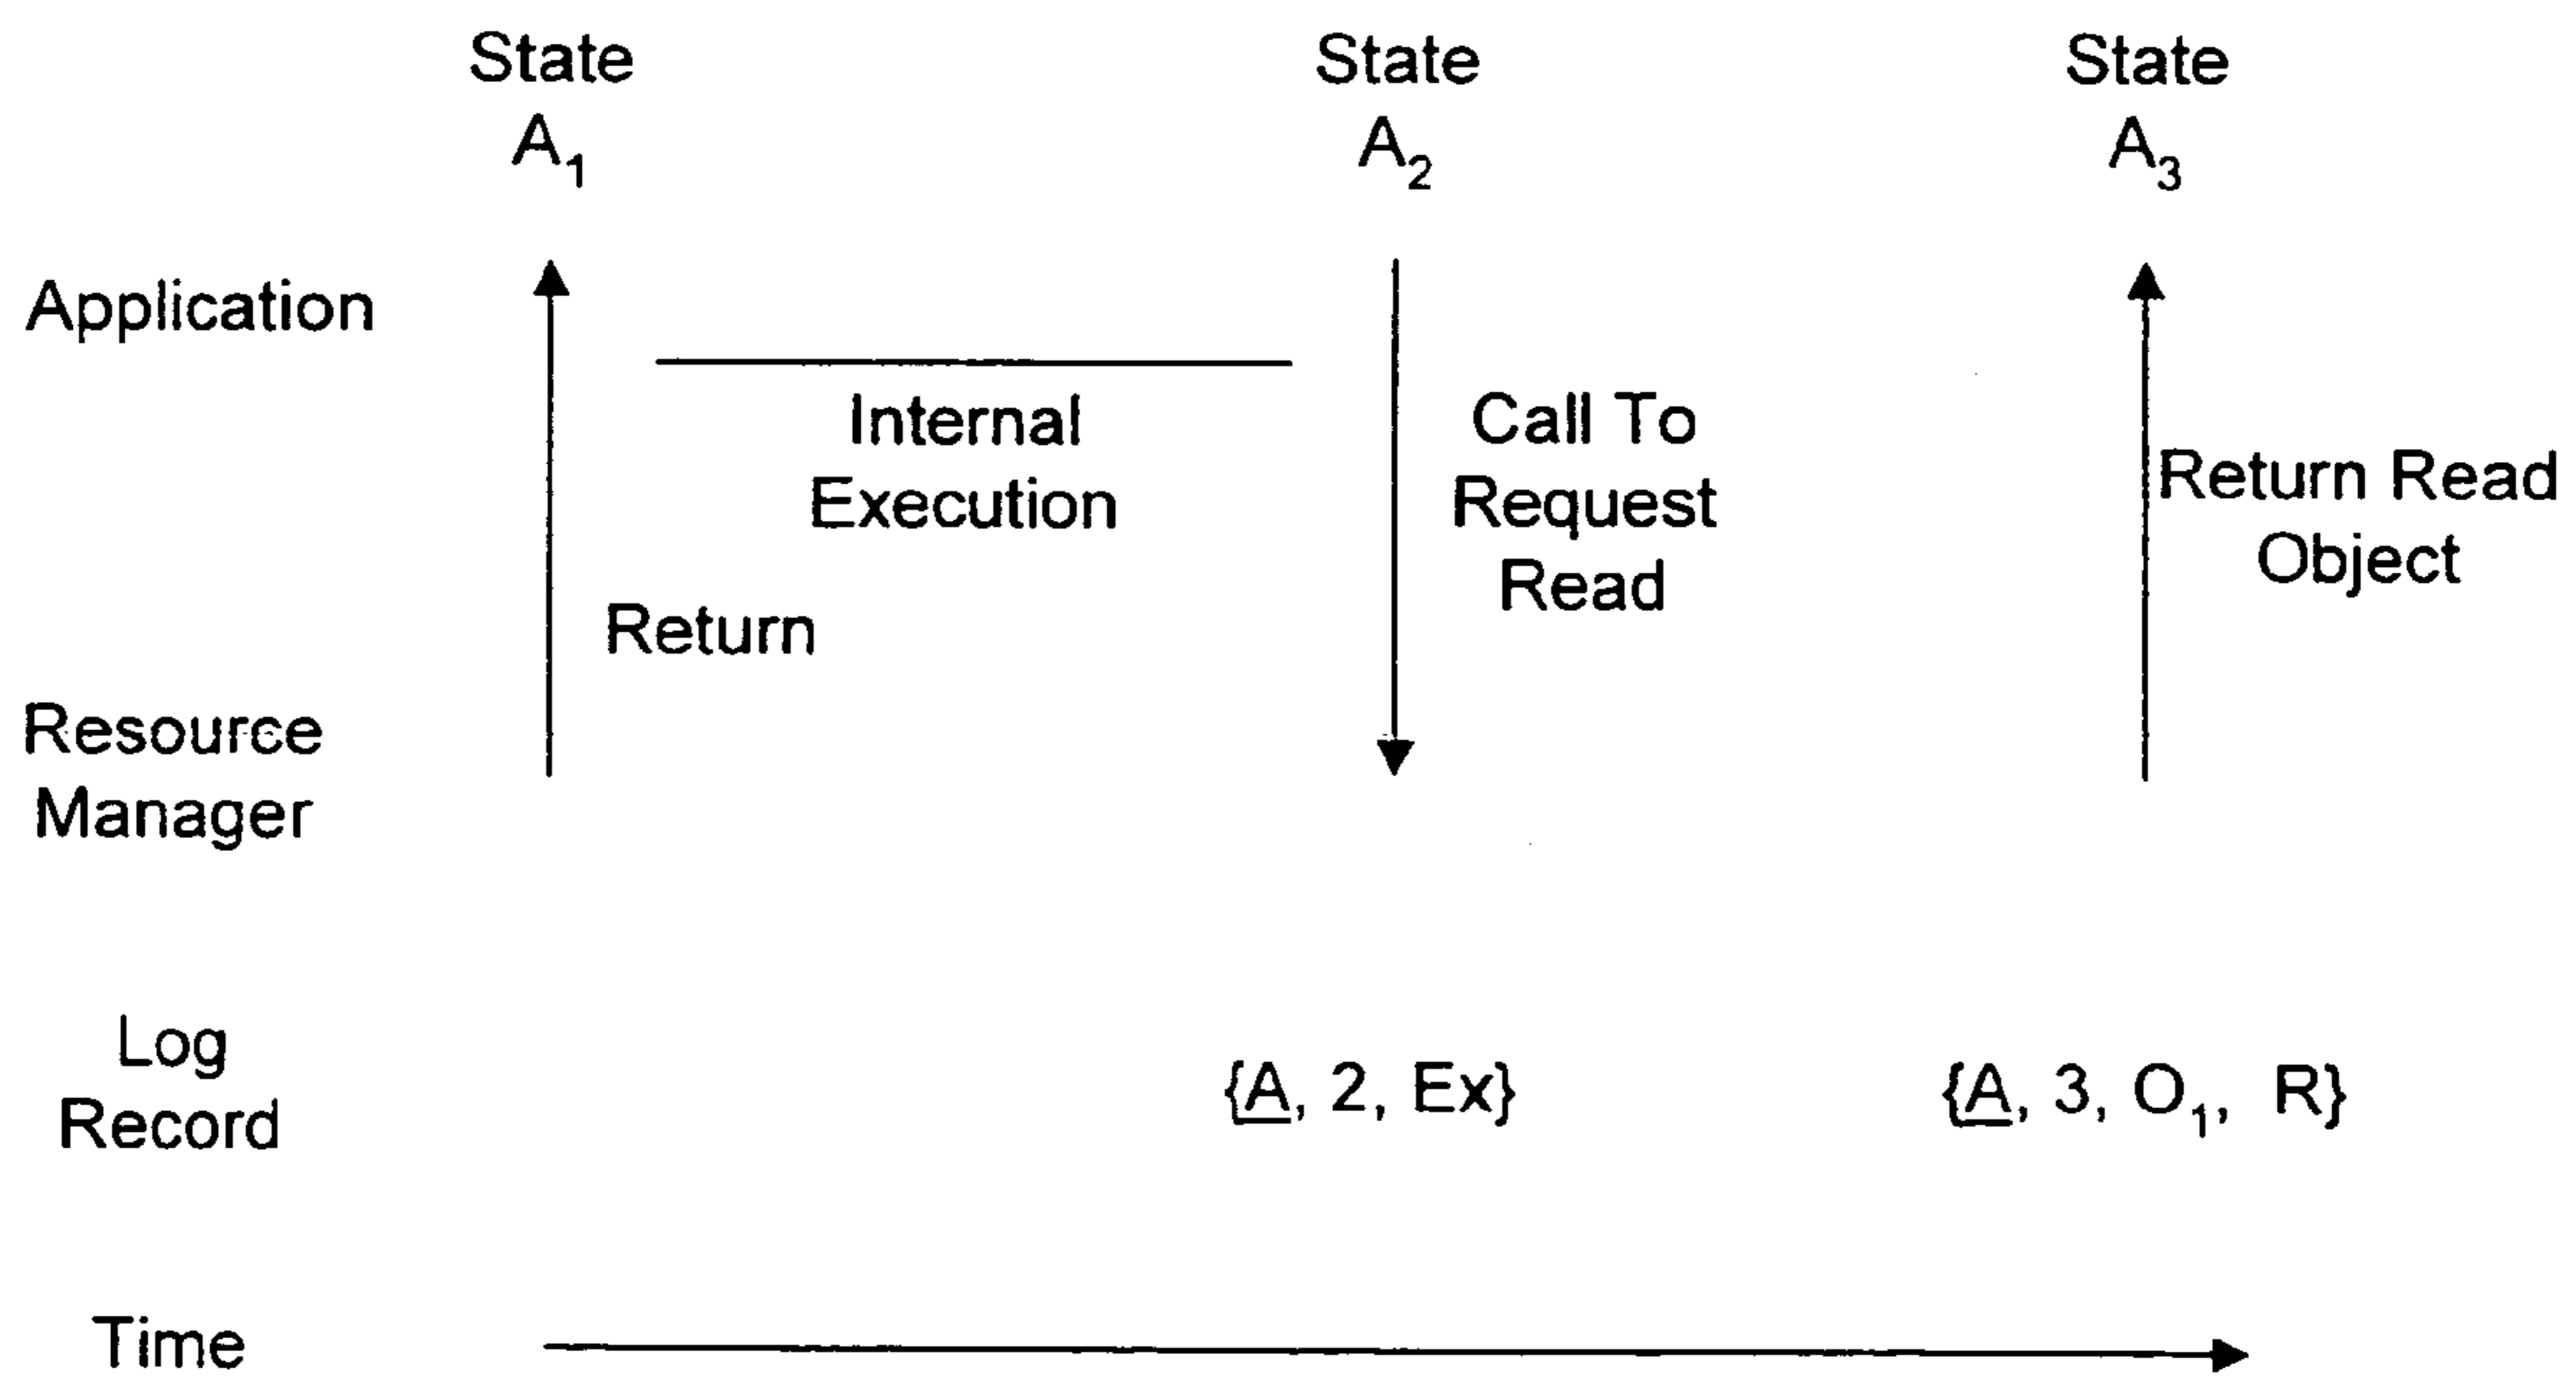 State
A₁
State
A₂
State
A₃
Application
Internal
Execution
Return
Call To
Request
Read
Return Read
Object
Resource
Manager
Log
Record
{A, 2, Ex}
{A, 3, O₁, R}
Time